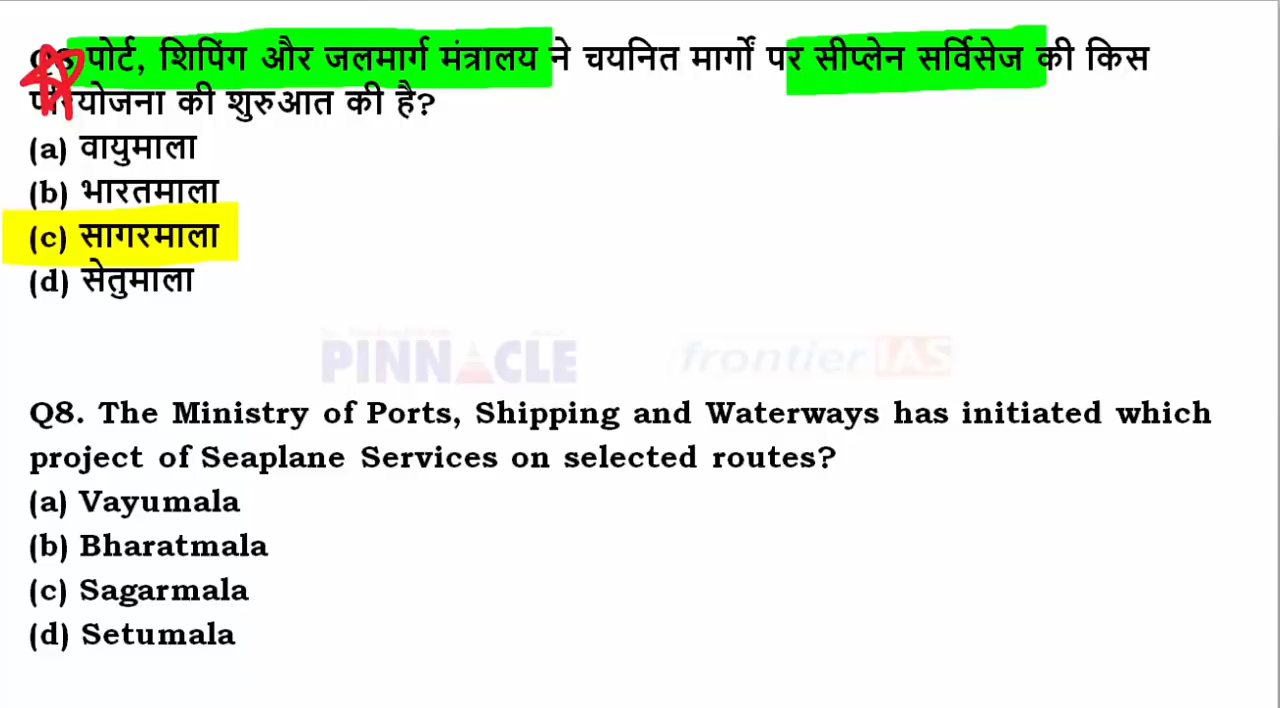 पोर्ट, शिपिंग और जलमार्ग मंत्रालय ने चयनित मार्गों पर सीप्लेन सर्विसेज की किस
परियोजना की शुरुआत की है?
(a) वायुमाला
(b) भारतमाला
(c) सागरमाला
(d) सेतुमाला
PINNACLE frontier IAS
Q8. The Ministry of Ports, Shipping and Waterways has initiated which
project of Seaplane Services on selected routes?
(a) Vayumala
(b) Bharatmala
(c) Sagarmala
(d) Setumala